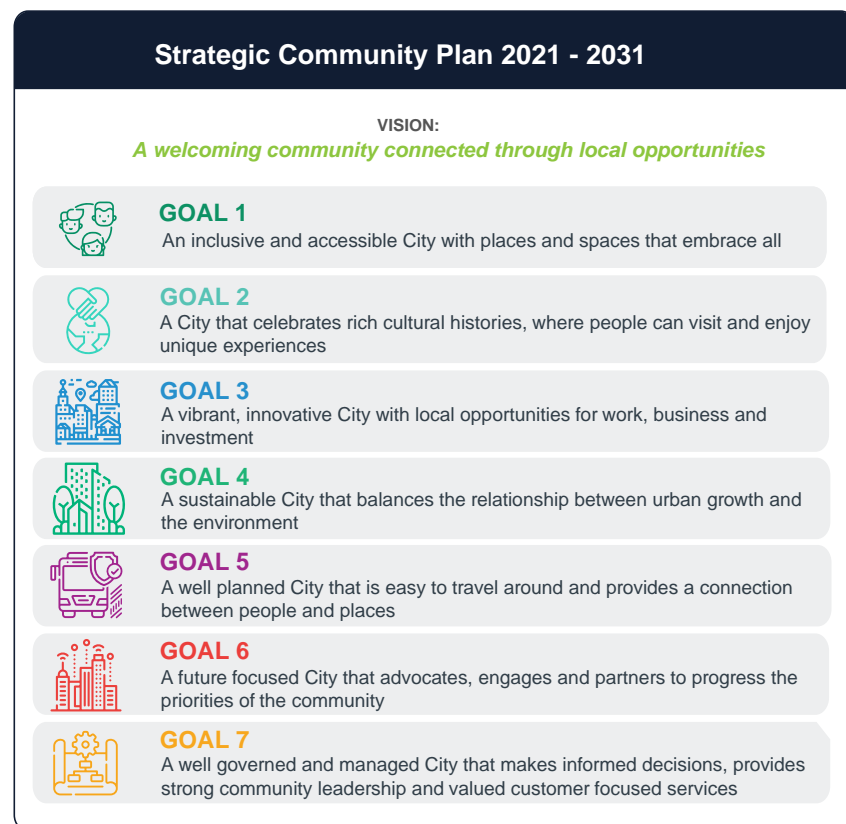 Strategic Community Plan 2021 - 2031
VISION:
A welcoming community connected through local opportunities
GOAL 1
An inclusive and accessible City with places and spaces that embrace all
GOAL 2
A City that celebrates rich cultural histories, where people can visit and enjoy
unique experiences
GOAL 3
A vibrant, innovative City with local opportunities for work, business and
investment
GOAL 4
A sustainable City that balances the relationship between urban growth and
the environment
GOAL 5
A well planned City that is easy to travel around and provides a connection
between people and places
GOAL 6
A future focused City that advocates, engages and partners to progress the
priorities of the community
GOAL 7
A well governed and managed City that makes informed decisions, provides
strong community leadership and valued customer focused services